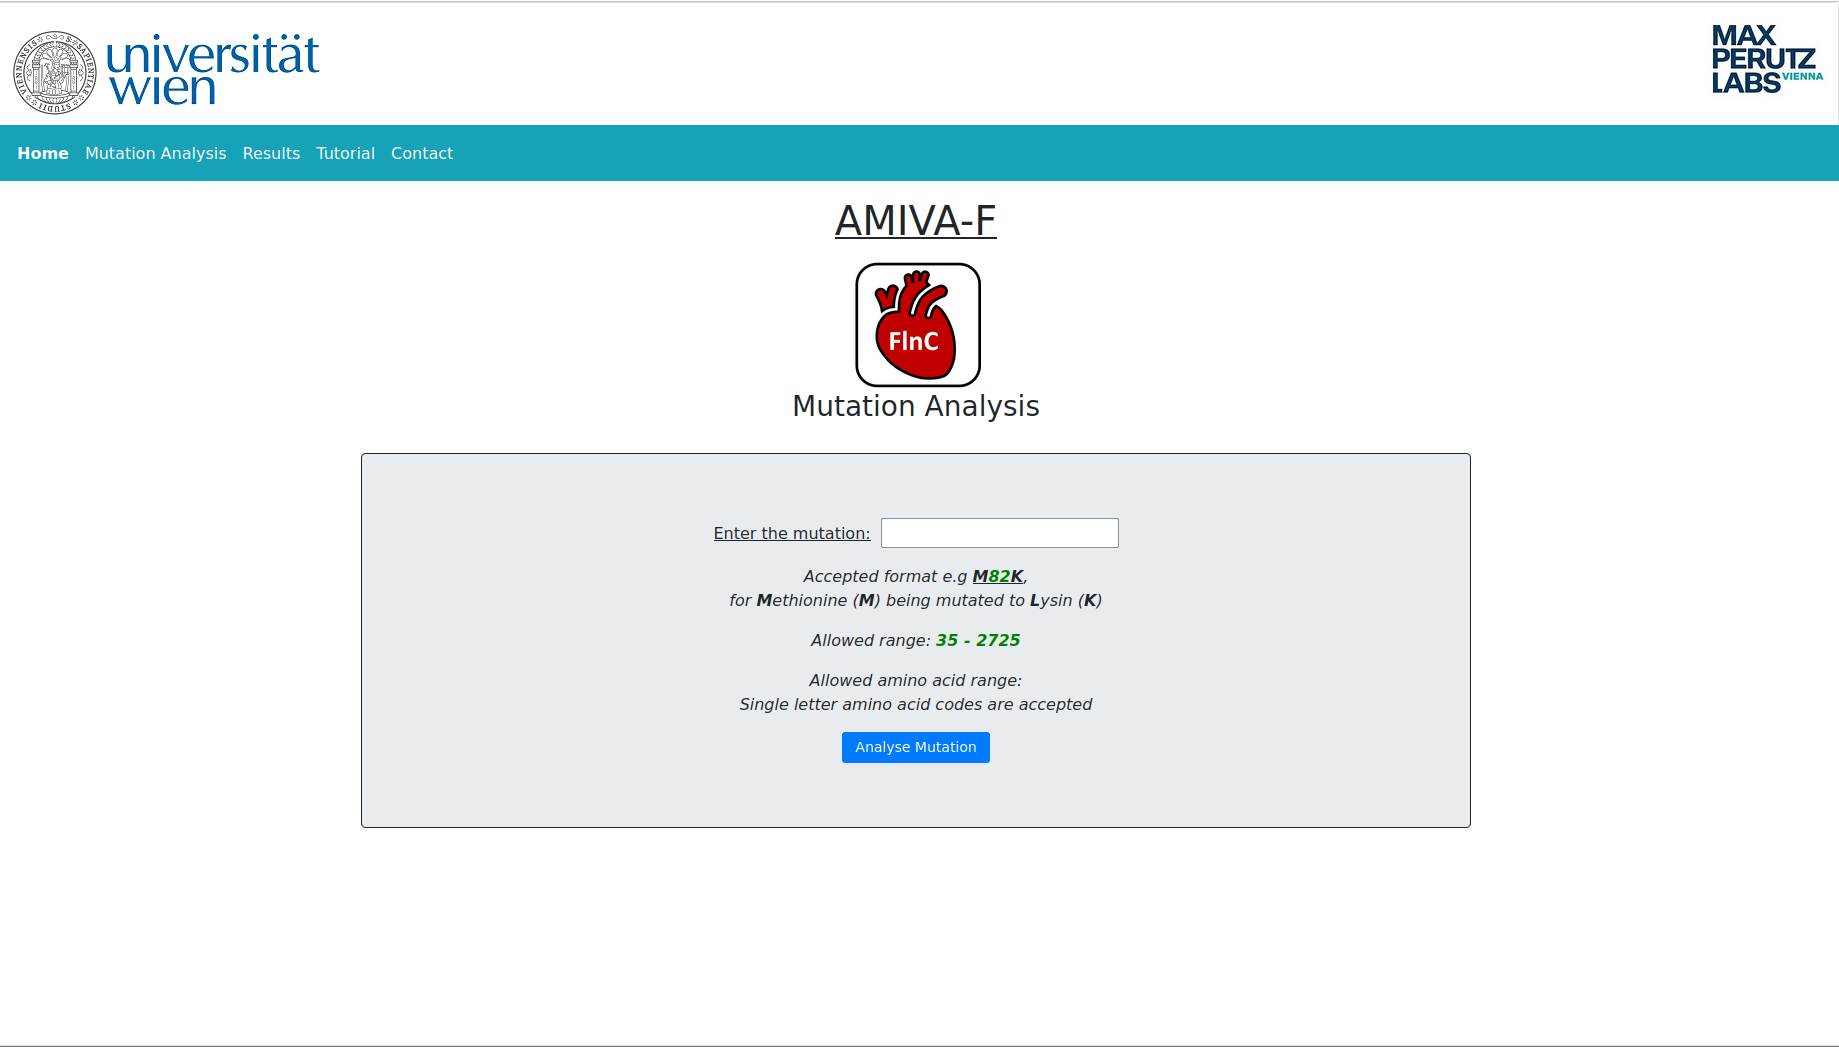 universität
wien
MAX
PERUTZ
LABS VIENNA
Home Mutation Analysis Results Tutorial Contact
AMIVA-F
FlnC
Mutation Analysis
Enter the mutation:
Accepted format e.g M82K,
for Methionine (M) being mutated to Lysin (K)
Allowed range: 35 - 2725
Allowed amino acid range:
Single letter amino acid codes are accepted
Analyse Mutation